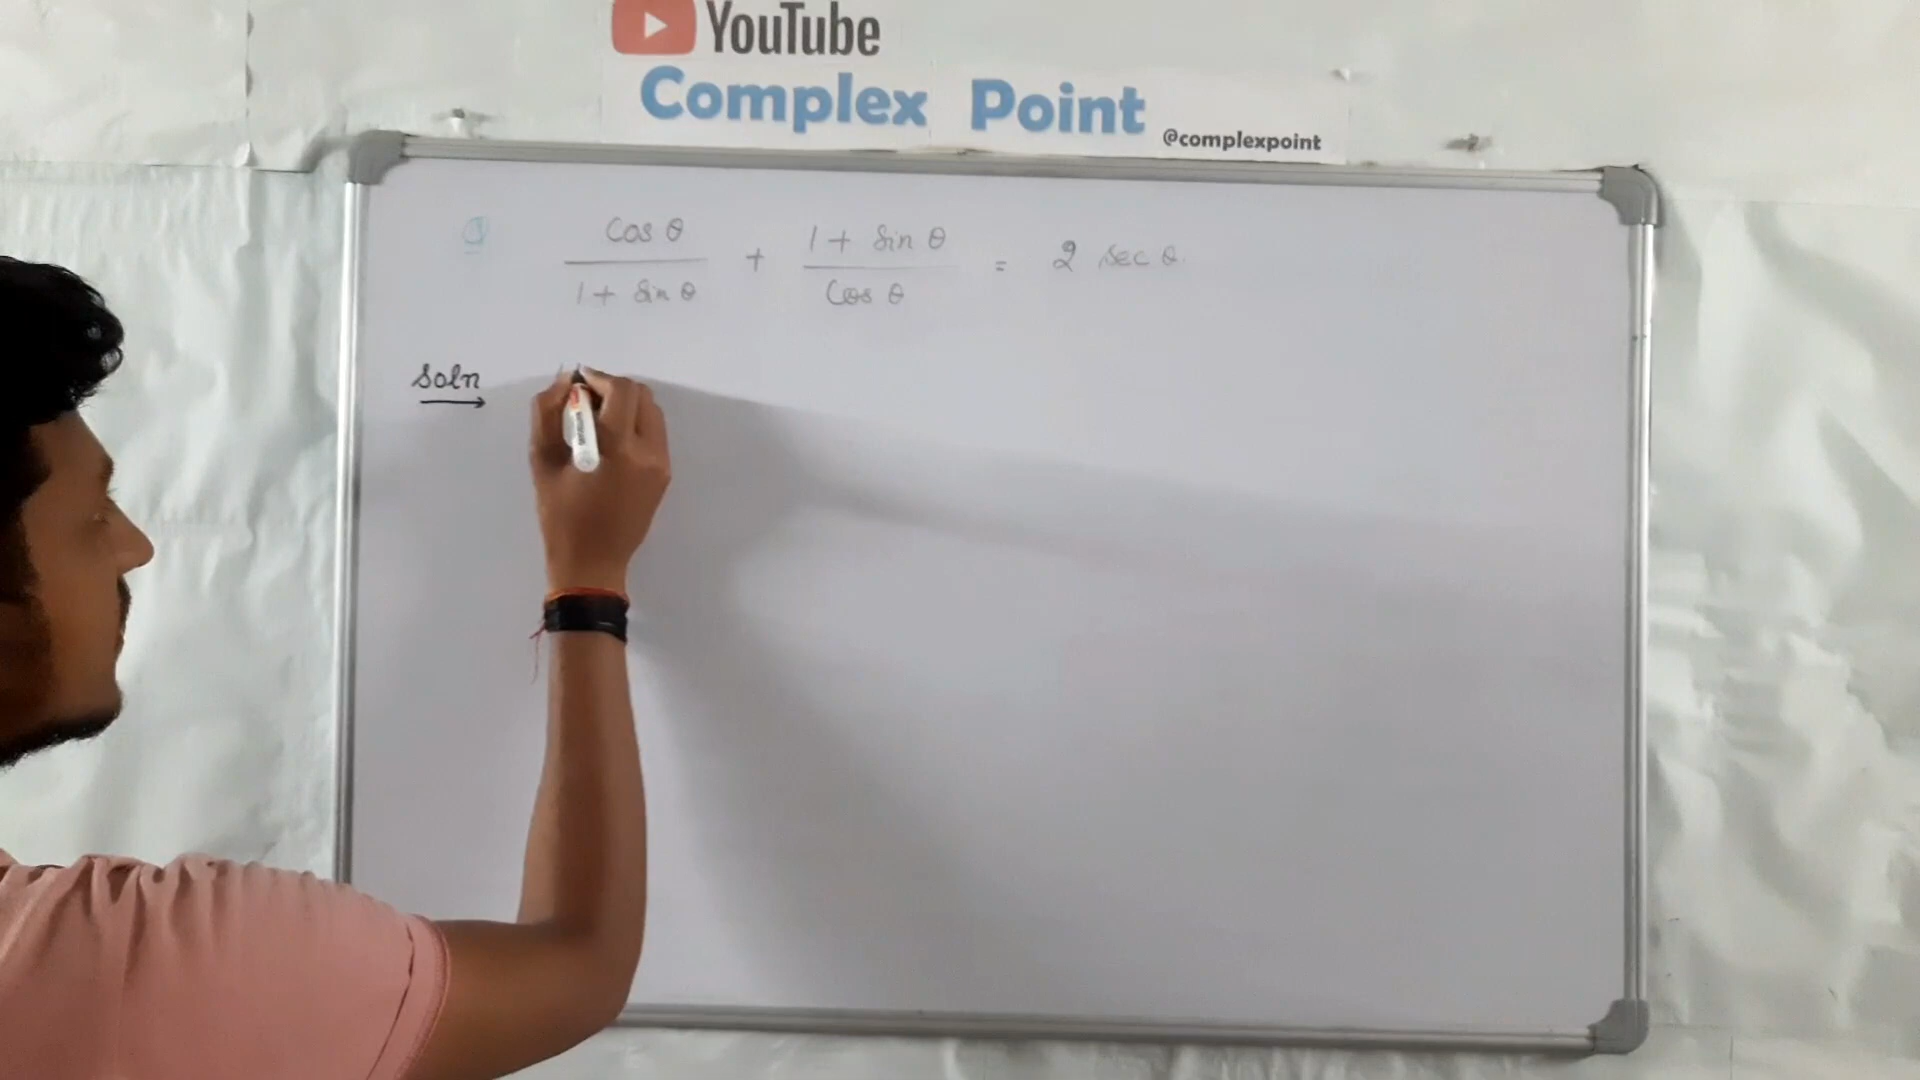 YouTube
Complex Point
@complexpoint
Q cos θ / 1 + sin θ + 1 + sin θ / cos θ = 2 sec θ.
Soln